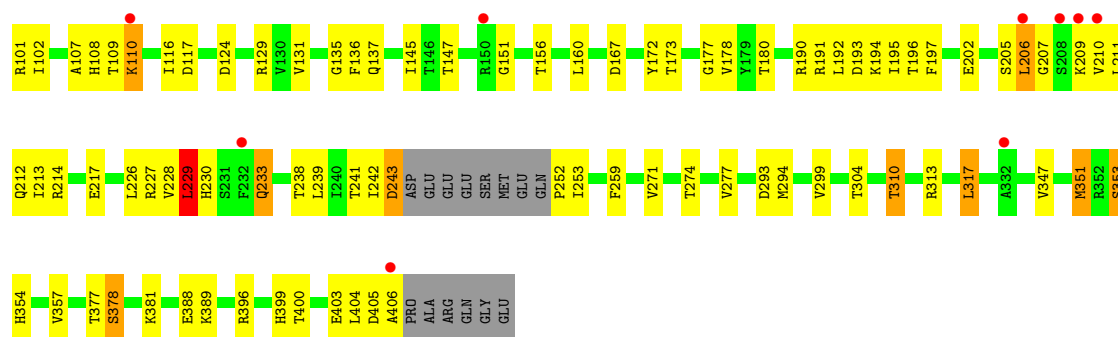 R101 I102 A107 H108 T109 K110 I116 D117 D124 R129 V130 V131 G135 F136 Q137 I145 T146 T147 R150 G151 T156 L160 D167 Y172 T173 G177 V178 Y179 T180 R190 R191 L192 D193 K194 I195 T196 F197 E202 S205 L206 G207 S208 K209 V210 L211
Q212 I213 R214 E217 L226 R227 V228 L229 H230 S231 F232 Q233 T238 L239 I240 T241 I242 D243 ASP GLU GLU GLU SER MET GLU GLN P252 I253 F259 V271 T274 V277 D293 M294 V299 T304 T310 R313 L317 A332 V347 M351 R352 S353
H354 V357 T377 S378 K381 E388 K389 R396 H399 T400 E403 L404 D405 A406 PRO ALA ARG GLN GLY GLU